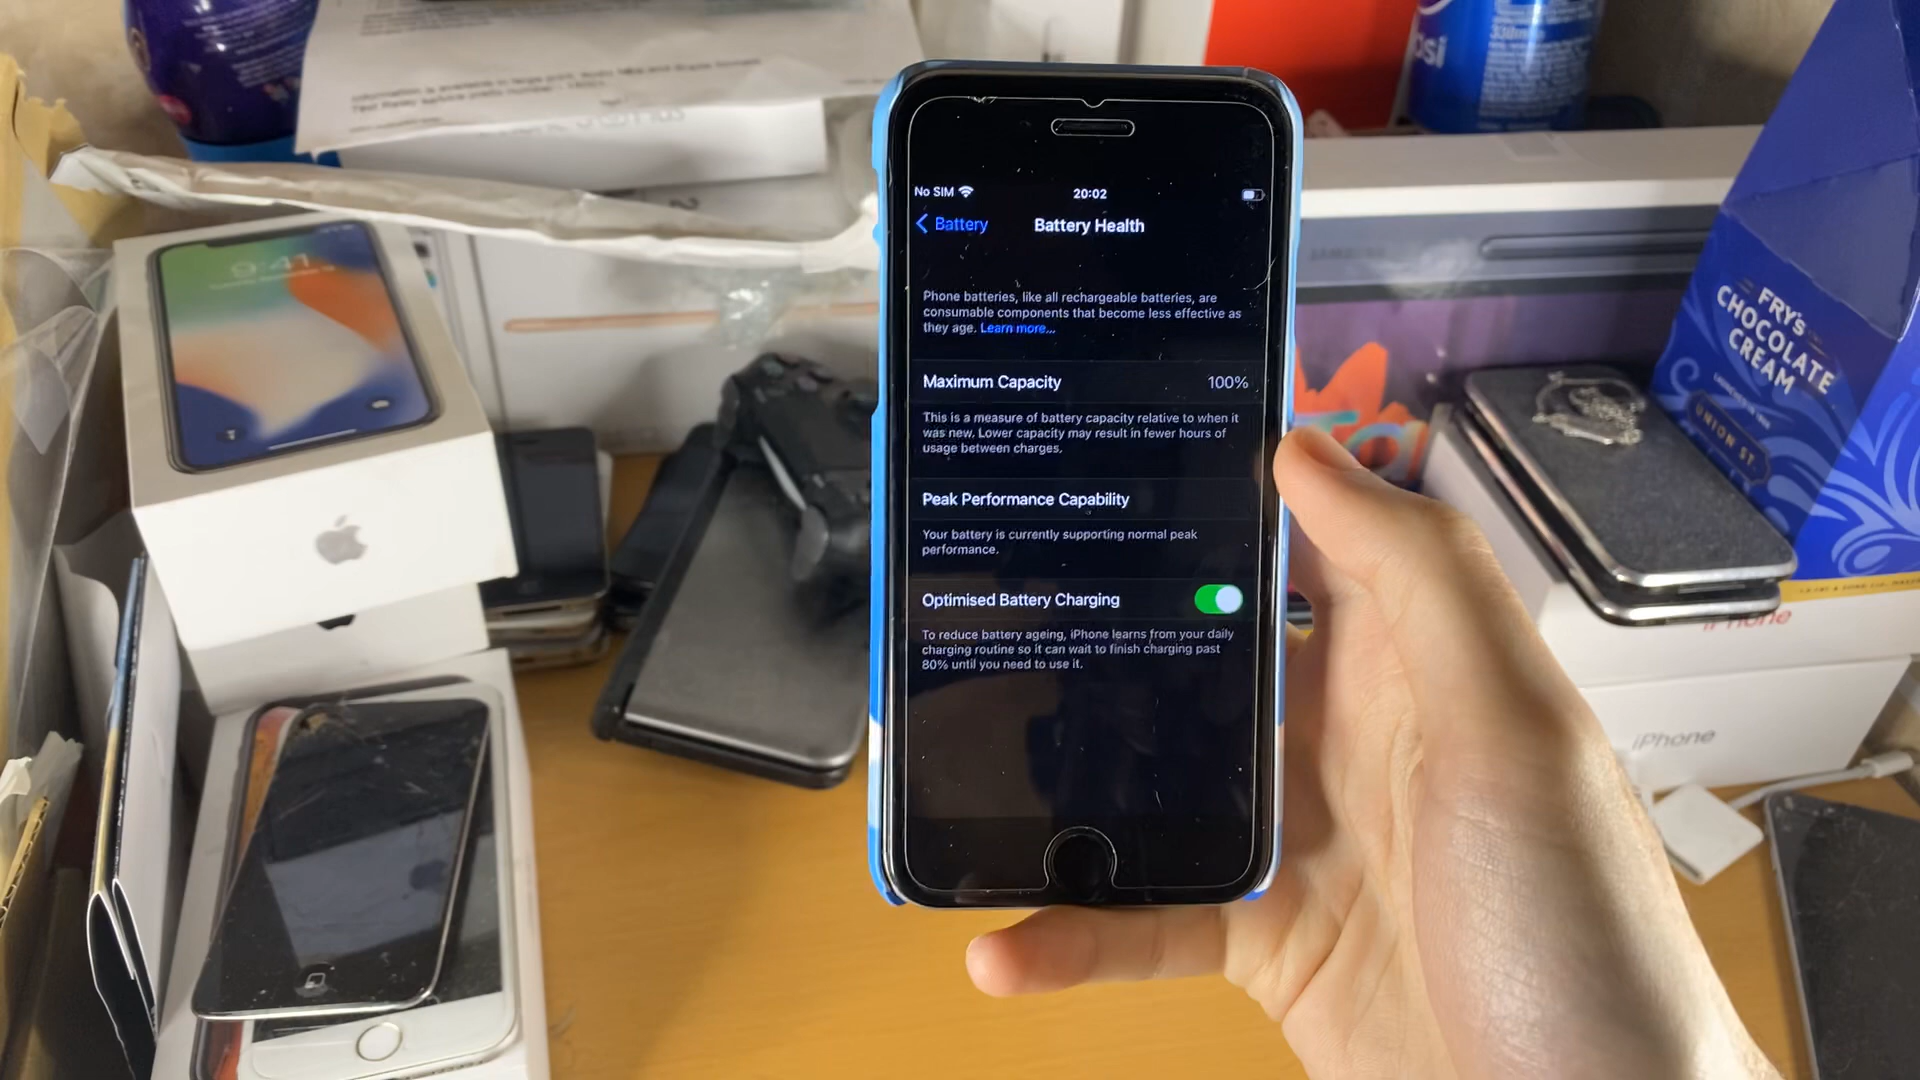 330ml
psi
9:41
No SIM
20:02
Battery
Battery Health
Phone batteries, like all rechargeable batteries, are
consumable components that become less effective as
they age. Learn more...
Maximum Capacity 100%
This is a measure of battery capacity relative to when it
was new. Lower capacity may result in fewer hours of
usage between charges.
Peak Performance Capability
Your battery is currently supporting normal peak
performance.
Optimised Battery Charging
To reduce battery ageing, iPhone learns from your daily
charging routine so it can wait to finish charging past
80% until you need to use it.
FRY's
CHOCOLATE
CREAM
UNION ST.
iPhone
iPhone